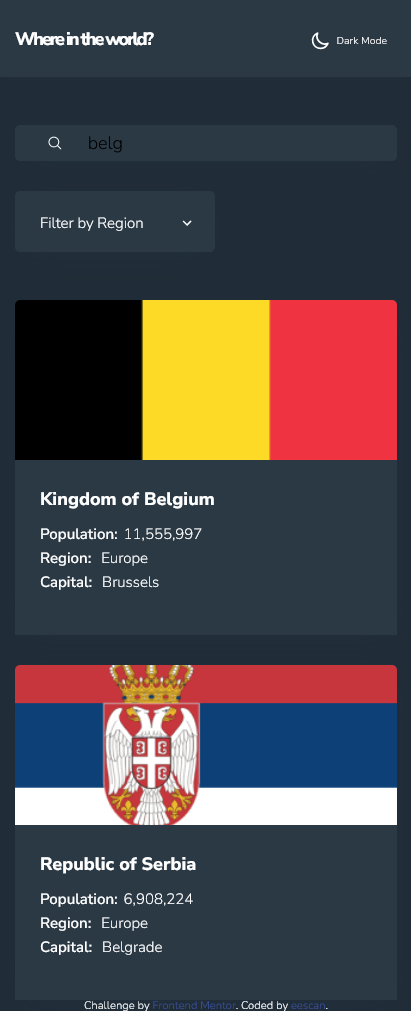 Where in the world?
Dark Mode
belg
Filter by Region
Kingdom of Belgium
Population: 11,555,997
Region: Europe
Capital: Brussels
Republic of Serbia
Population: 6,908,224
Region: Europe
Capital: Belgrade
Challenge by Frontend Mentor. Coded by eescan.